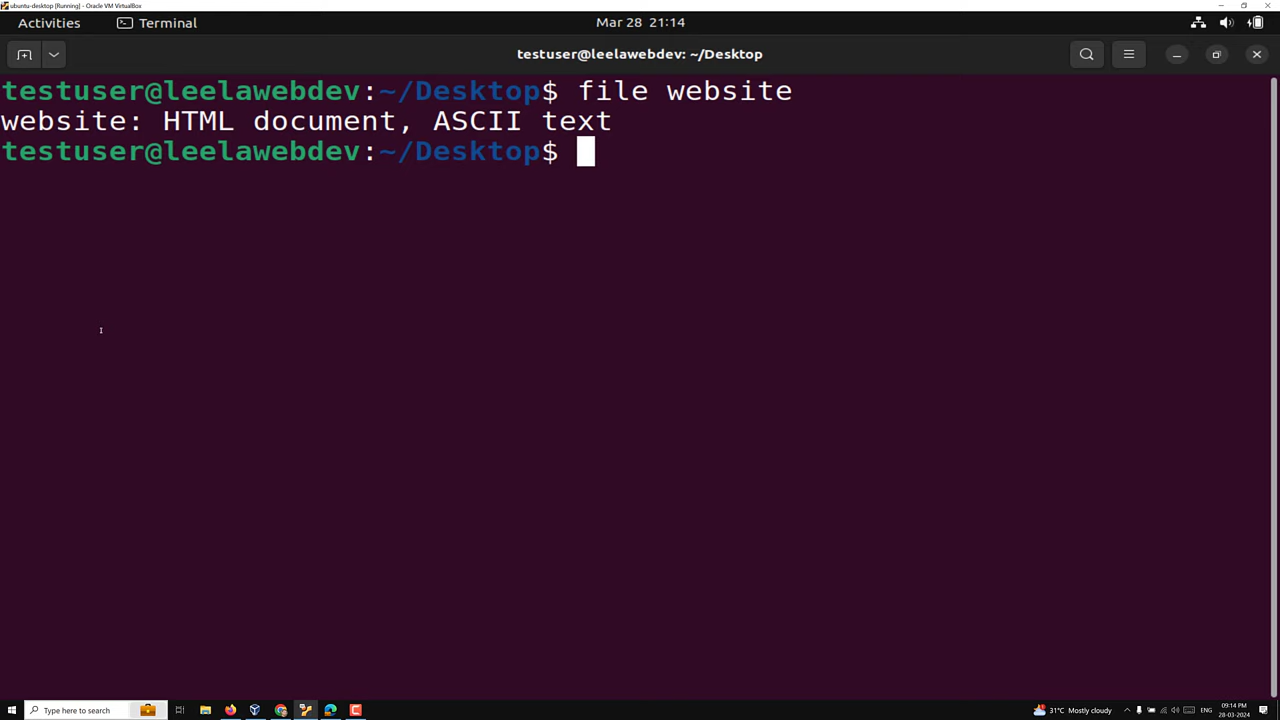 ubuntu-desktop [Running] - Oracle VM VirtualBox
Activities Terminal Mar 28 21:14
testuser@leelawebdev: ~/Desktop
testuser@leelawebdev:~/Desktop$ file website
website: HTML document, ASCII text
testuser@leelawebdev:~/Desktop$
Type here to search 31°C Mostly cloudy ENG 09:14 PM
28-03-2024